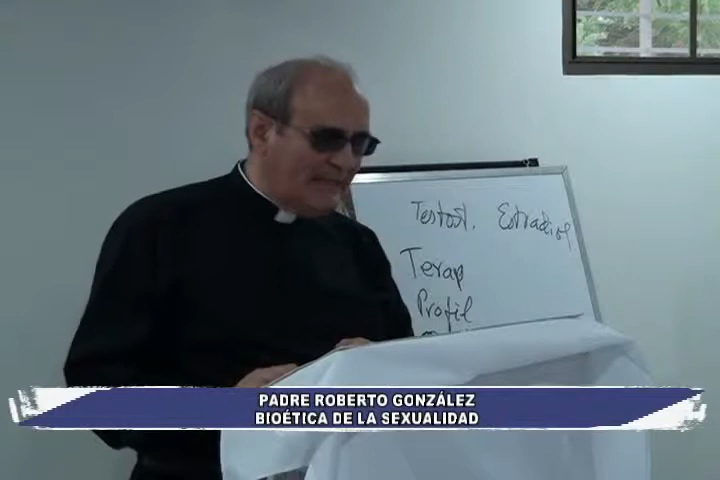 Testost. Estradiol
Terap
Profil
PADRE ROBERTO GONZÁLEZ
BIOÉTICA DE LA SEXUALIDAD